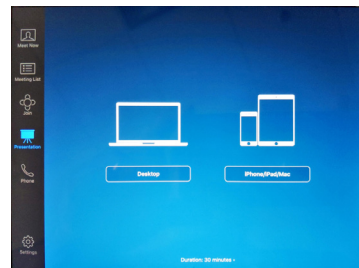 Meet Now
Meeting List
Join
Presentation
Phone
Settings
Desktop
iPhone/iPad/Mac
Duration: 30 minutes